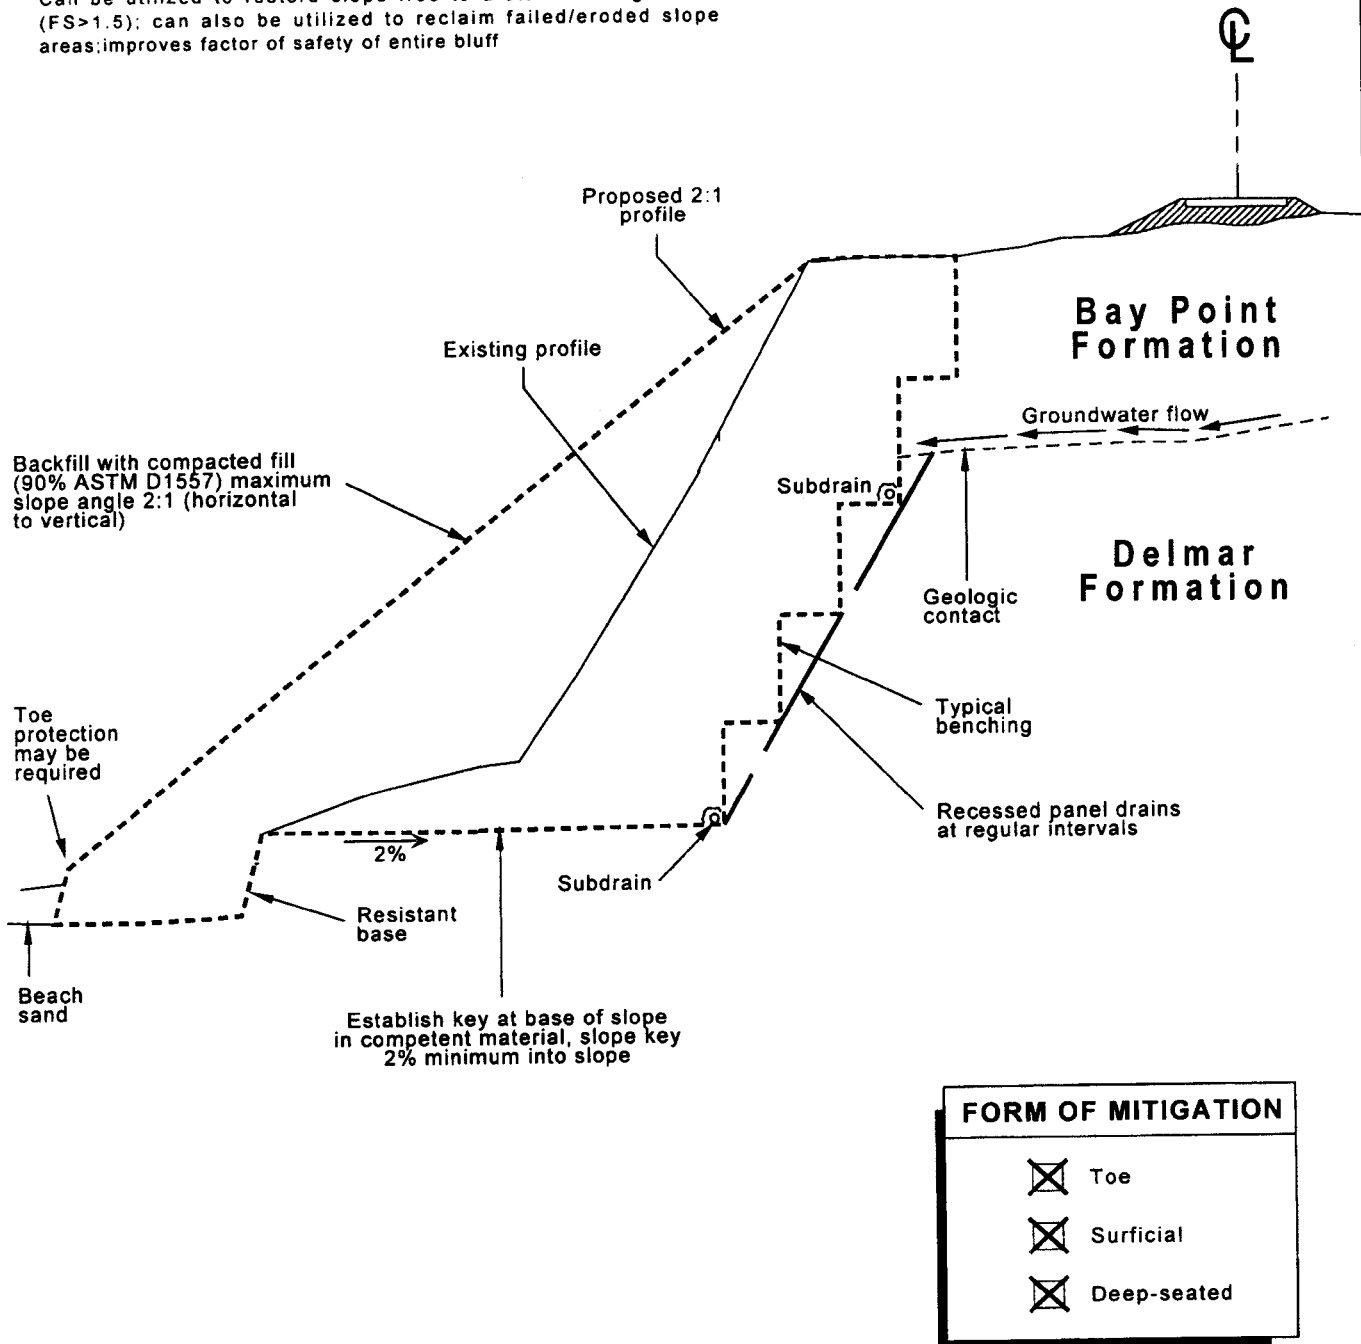 (FS>1.5); can also be utilized to reclaim failed/eroded slope
areas;improves factor of safety of entire bluff
CL
Proposed 2:1
profile
Bay Point
Formation
Existing profile
Groundwater flow
Backfill with compacted fill
(90% ASTM D1557) maximum
slope angle 2:1 (horizontal
to vertical)
Subdrain
Delmar
Formation
Geologic
contact
Typical
benching
Toe
protection
may be
required
Recessed panel drains
at regular intervals
2%
Subdrain
Resistant
base
Beach
sand
Establish key at base of slope
in competent material, slope key
2% minimum into slope
FORM OF MITIGATION
Toe
Surficial
Deep-seated